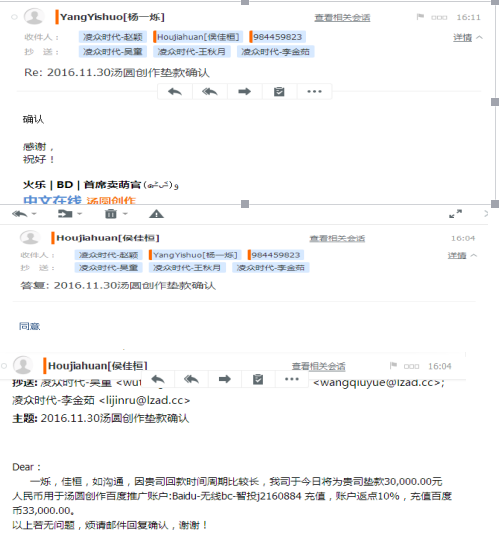 YangYishuo[杨一烁] 查看相关会话 16:11
收件人： 凌众时代-赵颖 Houjiahuan[侯佳桓] 984459823 详情
抄 送： 凌众时代-吴童 凌众时代-王秋月 凌众时代-李金茹
Re: 2016.11.30汤圆创作垫款确认
确认
感谢，
祝好！
火乐 | BD | 首席卖萌官
中文在线 汤圆创作
Houjiahuan[侯佳桓] 查看相关会话 16:04
收件人： 凌众时代-赵颖 YangYishuo[杨一烁] 984459823 详情
抄 送： 凌众时代-吴童 凌众时代-王秋月 凌众时代-李金茹
答复: 2016.11.30汤圆创作垫款确认
同意
Houjiahuan[侯佳桓] 查看相关会话 16:04
抄送: 凌众时代-吴童 <wut <wangqiuyue@lzad.cc>;
凌众时代-李金茹 <lijinru@lzad.cc>
主题: 2016.11.30汤圆创作垫款确认
Dear：
一烁，佳桓，如沟通，因贵司回款时间周期比较长，我司于今日将为贵司垫款30,000.00元
人民币用于汤圆创作百度推广账户:Baidu-无线bc-智投j2160884 充值，账户返点10%，充值百度
币33,000.00。
以上若无问题，烦请邮件回复确认，谢谢！